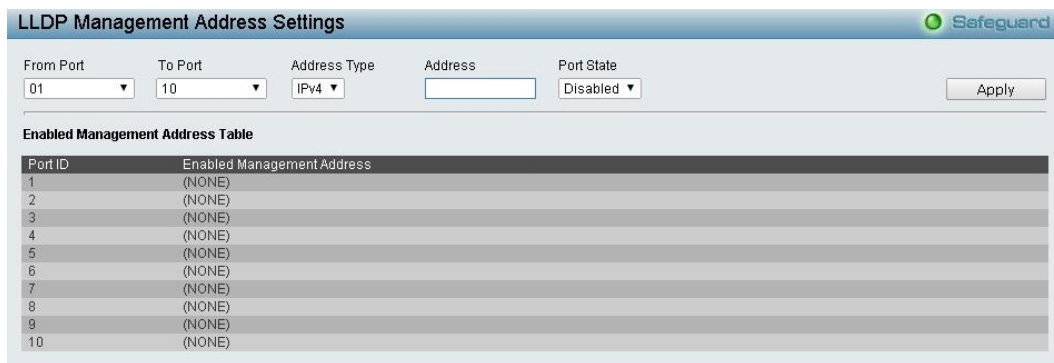 LLDP Management Address Settings
Safeguard
From Port To Port Address Type Address Port State
01 10 IPv4 Disabled Apply
Enabled Management Address Table
Port ID Enabled Management Address
1 (NONE)
2 (NONE)
3 (NONE)
4 (NONE)
5 (NONE)
6 (NONE)
7 (NONE)
8 (NONE)
9 (NONE)
10 (NONE)